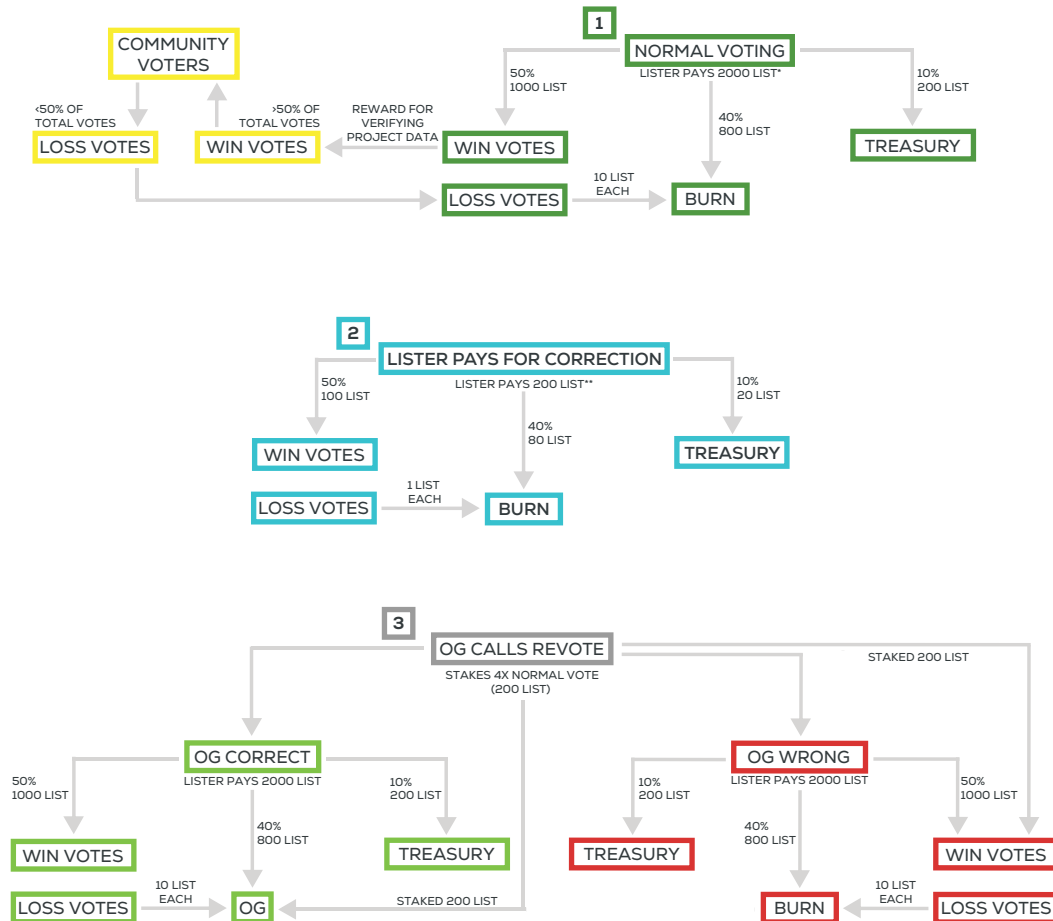 1
COMMUNITY
VOTERS
NORMAL VOTING
LISTER PAYS 2000 LIST*
50%
1000 LIST
10%
200 LIST
<50% OF
TOTAL VOTES
>50% OF
TOTAL VOTES
REWARD FOR
VERIFYING
PROJECT DATA
40%
800 LIST
LOSS VOTES
WIN VOTES
WIN VOTES
TREASURY
LOSS VOTES
10 LIST
EACH
BURN
2
LISTER PAYS FOR CORRECTION
LISTER PAYS 200 LIST**
50%
100 LIST
10%
20 LIST
40%
80 LIST
WIN VOTES
TREASURY
LOSS VOTES
1 LIST
EACH
BURN
3
OG CALLS REVOTE
STAKES 4X NORMAL VOTE
(200 LIST)
STAKED 200 LIST
OG CORRECT
LISTER PAYS 2000 LIST
50%
1000 LIST
10%
200 LIST
40%
800 LIST
WIN VOTES
TREASURY
LOSS VOTES
10 LIST
EACH
OG
STAKED 200 LIST
OG WRONG
LISTER PAYS 2000 LIST
10%
200 LIST
50%
1000 LIST
40%
800 LIST
TREASURY
WIN VOTES
BURN
10 LIST
EACH
LOSS VOTES